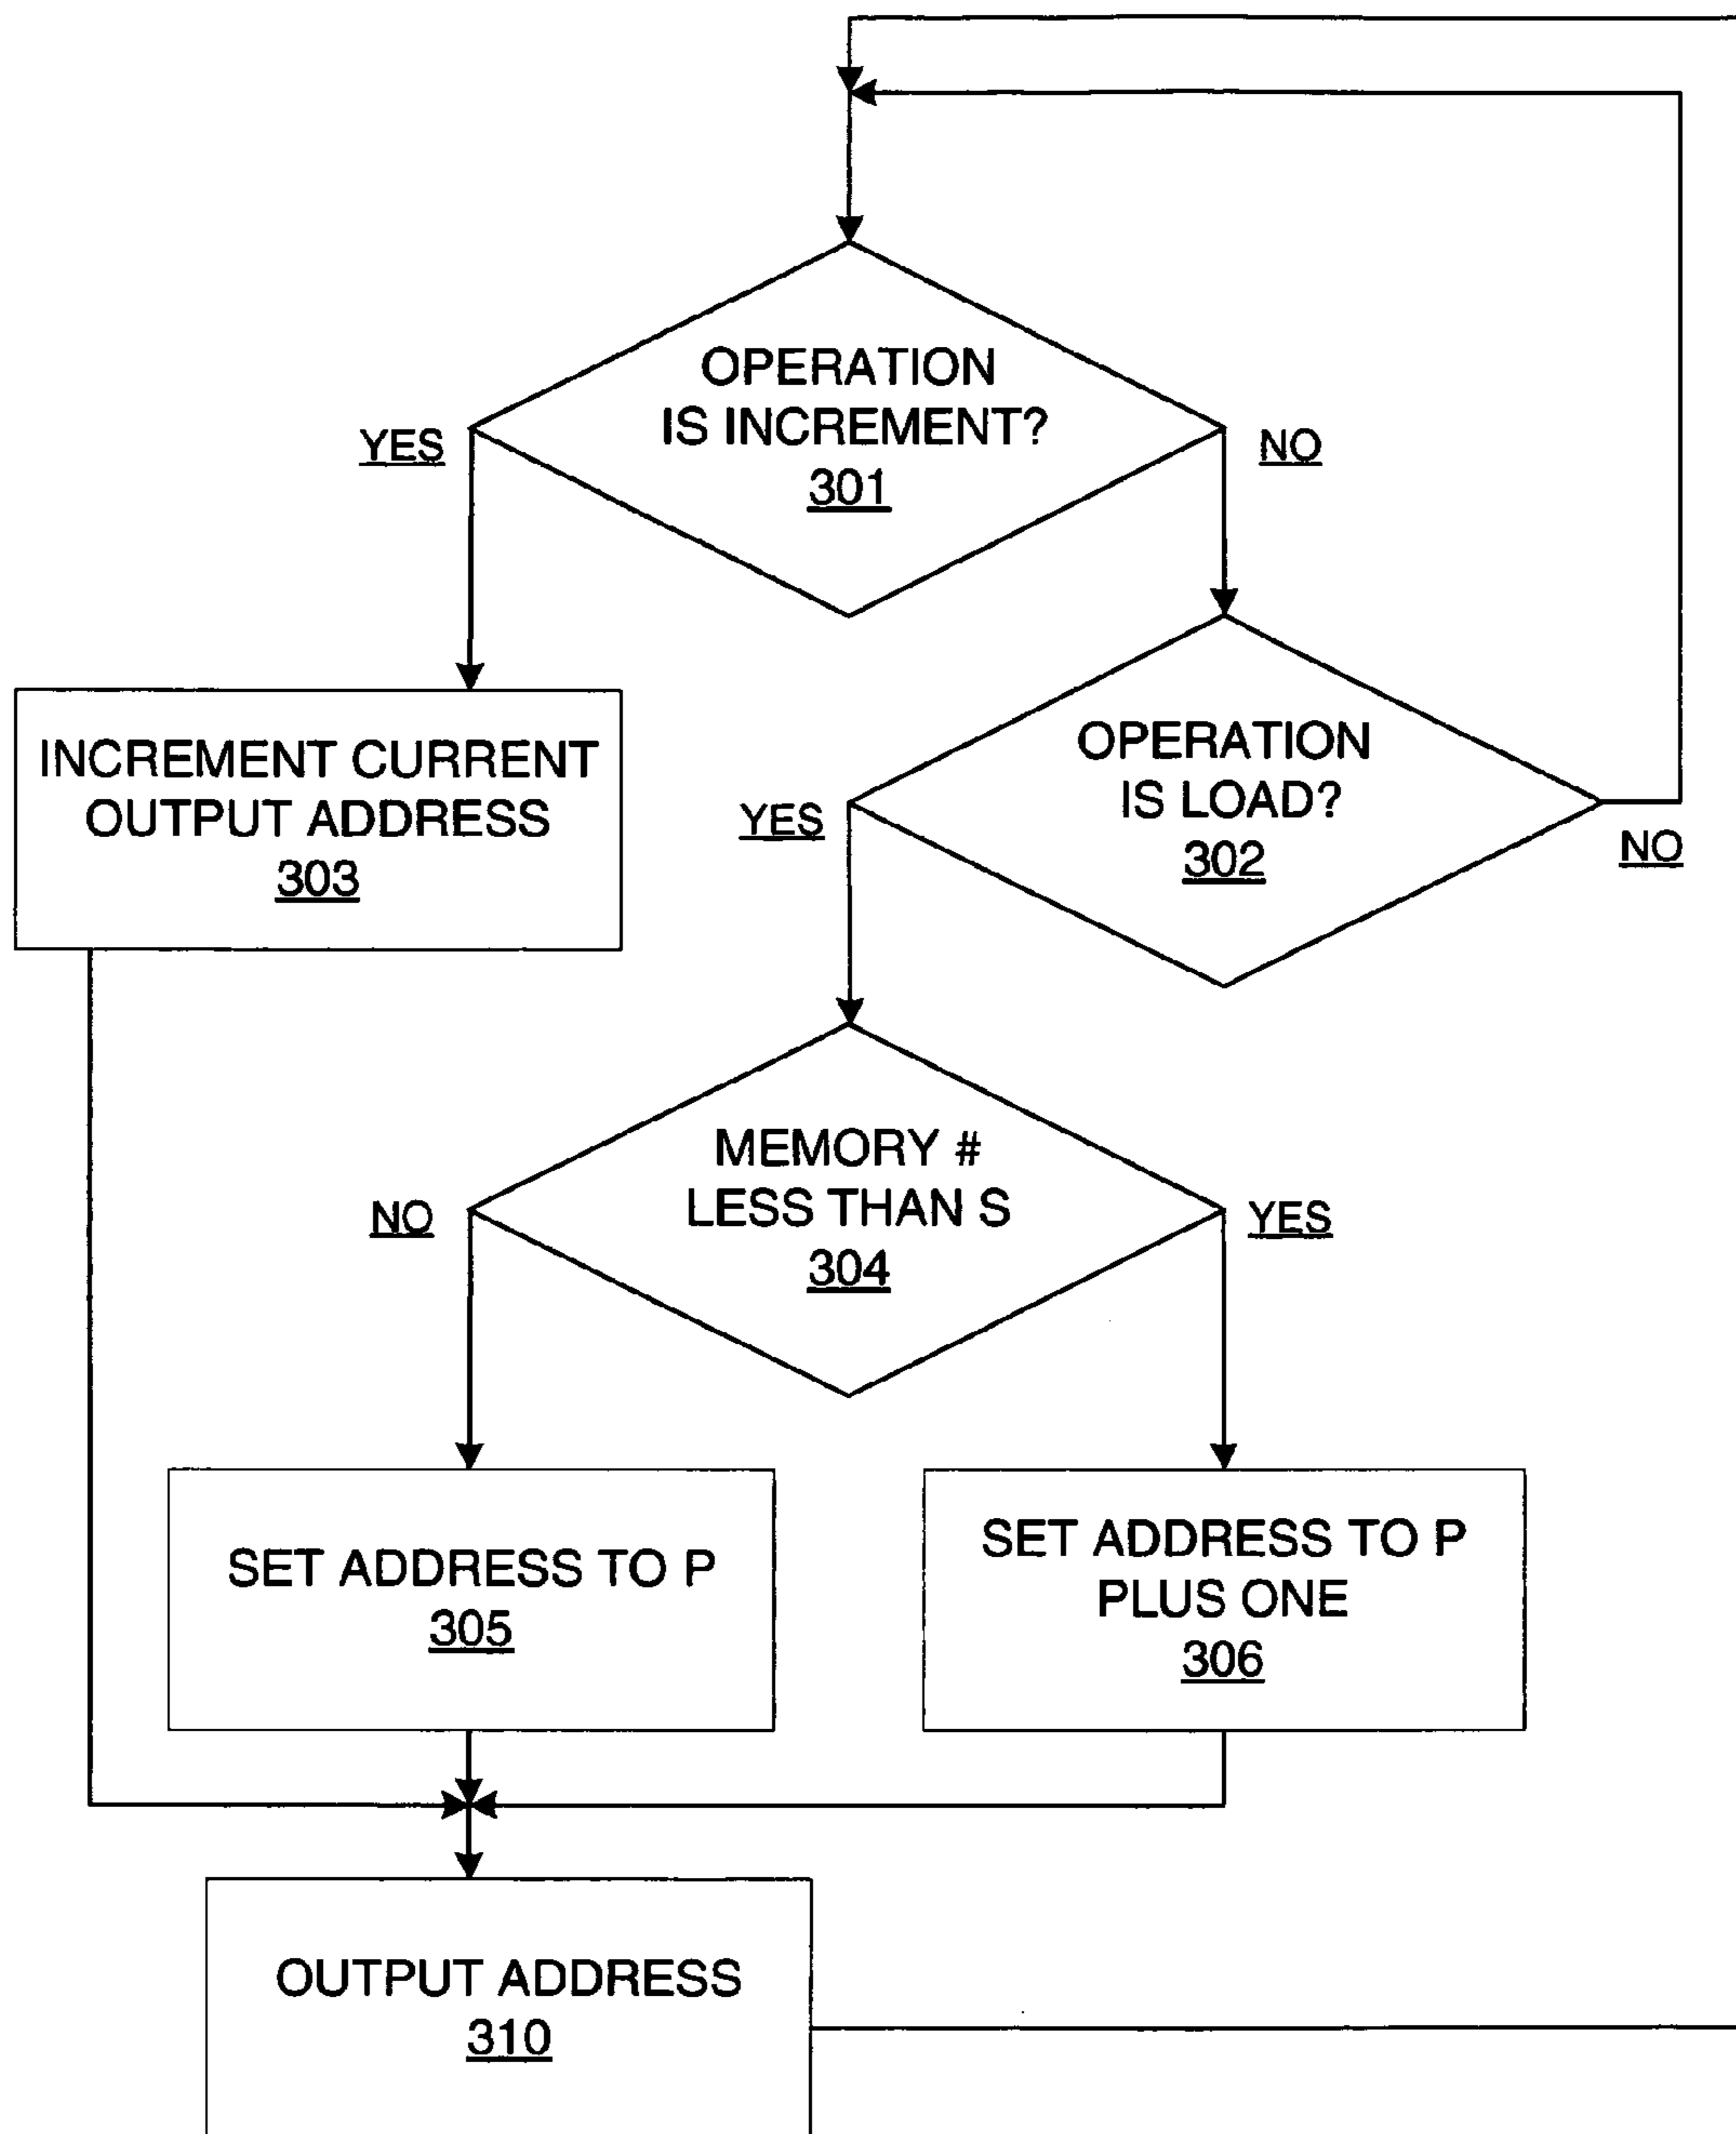 OPERATION
IS INCREMENT?
301
YES
NO
INCREMENT CURRENT
OUTPUT ADDRESS
303
OPERATION
IS LOAD?
302
YES
NO
MEMORY #
LESS THAN S
304
NO
YES
SET ADDRESS TO P
305
SET ADDRESS TO P
PLUS ONE
306
OUTPUT ADDRESS
310